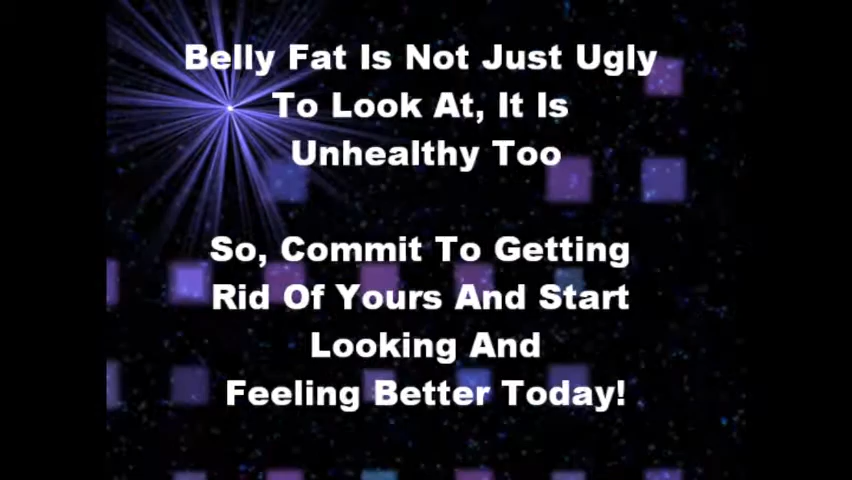 Belly Fat Is Not Just Ugly
To Look At, It Is
Unhealthy Too
So, Commit To Getting
Rid Of Yours And Start
Looking And
Feeling Better Today!